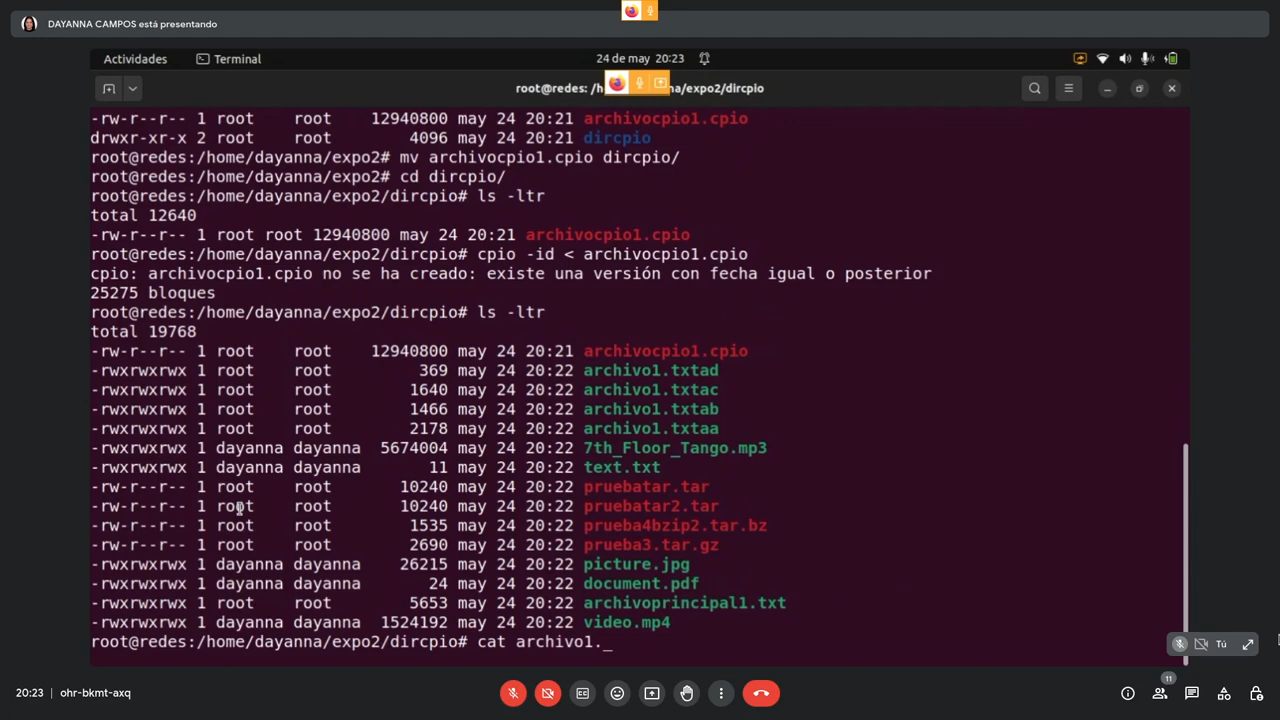 DAYANNA CAMPOS está presentando
Actividades Terminal 24 de may 20:23
root@redes: /h na/expo2/dircpio
-rw-r--r-- 1 root root 12940800 may 24 20:21 archivocpio1.cpio
drwxr-xr-x 2 root root 4096 may 24 20:21 dircpio
root@redes:/home/dayanna/expo2# mv archivocpio1.cpio dircpio/
root@redes:/home/dayanna/expo2# cd dircpio/
root@redes:/home/dayanna/expo2/dircpio# ls -ltr
total 12640
-rw-r--r-- 1 root root 12940800 may 24 20:21 archivocpio1.cpio
root@redes:/home/dayanna/expo2/dircpio# cpio -id < archivocpio1.cpio
cpio: archivocpio1.cpio no se ha creado: existe una versión con fecha igual o posterior
25275 bloques
root@redes:/home/dayanna/expo2/dircpio# ls -ltr
total 19768
-rw-r--r-- 1 root root 12940800 may 24 20:21 archivocpio1.cpio
-rwxrwxrwx 1 root root 369 may 24 20:22 archivo1.txtad
-rwxrwxrwx 1 root root 1640 may 24 20:22 archivo1.txtac
-rwxrwxrwx 1 root root 1466 may 24 20:22 archivo1.txtab
-rwxrwxrwx 1 root root 2178 may 24 20:22 archivo1.txtaa
-rwxrwxrwx 1 dayanna dayanna 5674004 may 24 20:22 7th_Floor_Tango.mp3
-rwxrwxrwx 1 dayanna dayanna 11 may 24 20:22 text.txt
-rw-r--r-- 1 root root 10240 may 24 20:22 pruebatar.tar
-rw-r--r-- 1 root root 10240 may 24 20:22 pruebatar2.tar
-rw-r--r-- 1 root root 1535 may 24 20:22 prueba4bzip2.tar.bz
-rw-r--r-- 1 root root 2690 may 24 20:22 prueba3.tar.gz
-rwxrwxrwx 1 dayanna dayanna 26215 may 24 20:22 picture.jpg
-rwxrwxrwx 1 dayanna dayanna 24 may 24 20:22 document.pdf
-rwxrwxrwx 1 root root 5653 may 24 20:22 archivoprincipal1.txt
-rwxrwxrwx 1 dayanna dayanna 1524192 may 24 20:22 video.mp4
root@redes:/home/dayanna/expo2/dircpio# cat archivo1._
Tú
20:23 ohr-bkmt-axq 11